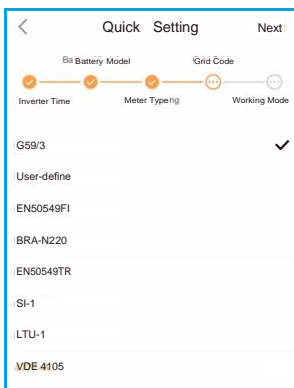 Quick Setting Next
Battery Model Grid Code
Inverter Time Meter Type Working Mode
G59/3
User-define
EN50549FI
BRA-N220
EN50549TR
SI-1
LTU-1
VDE 4105